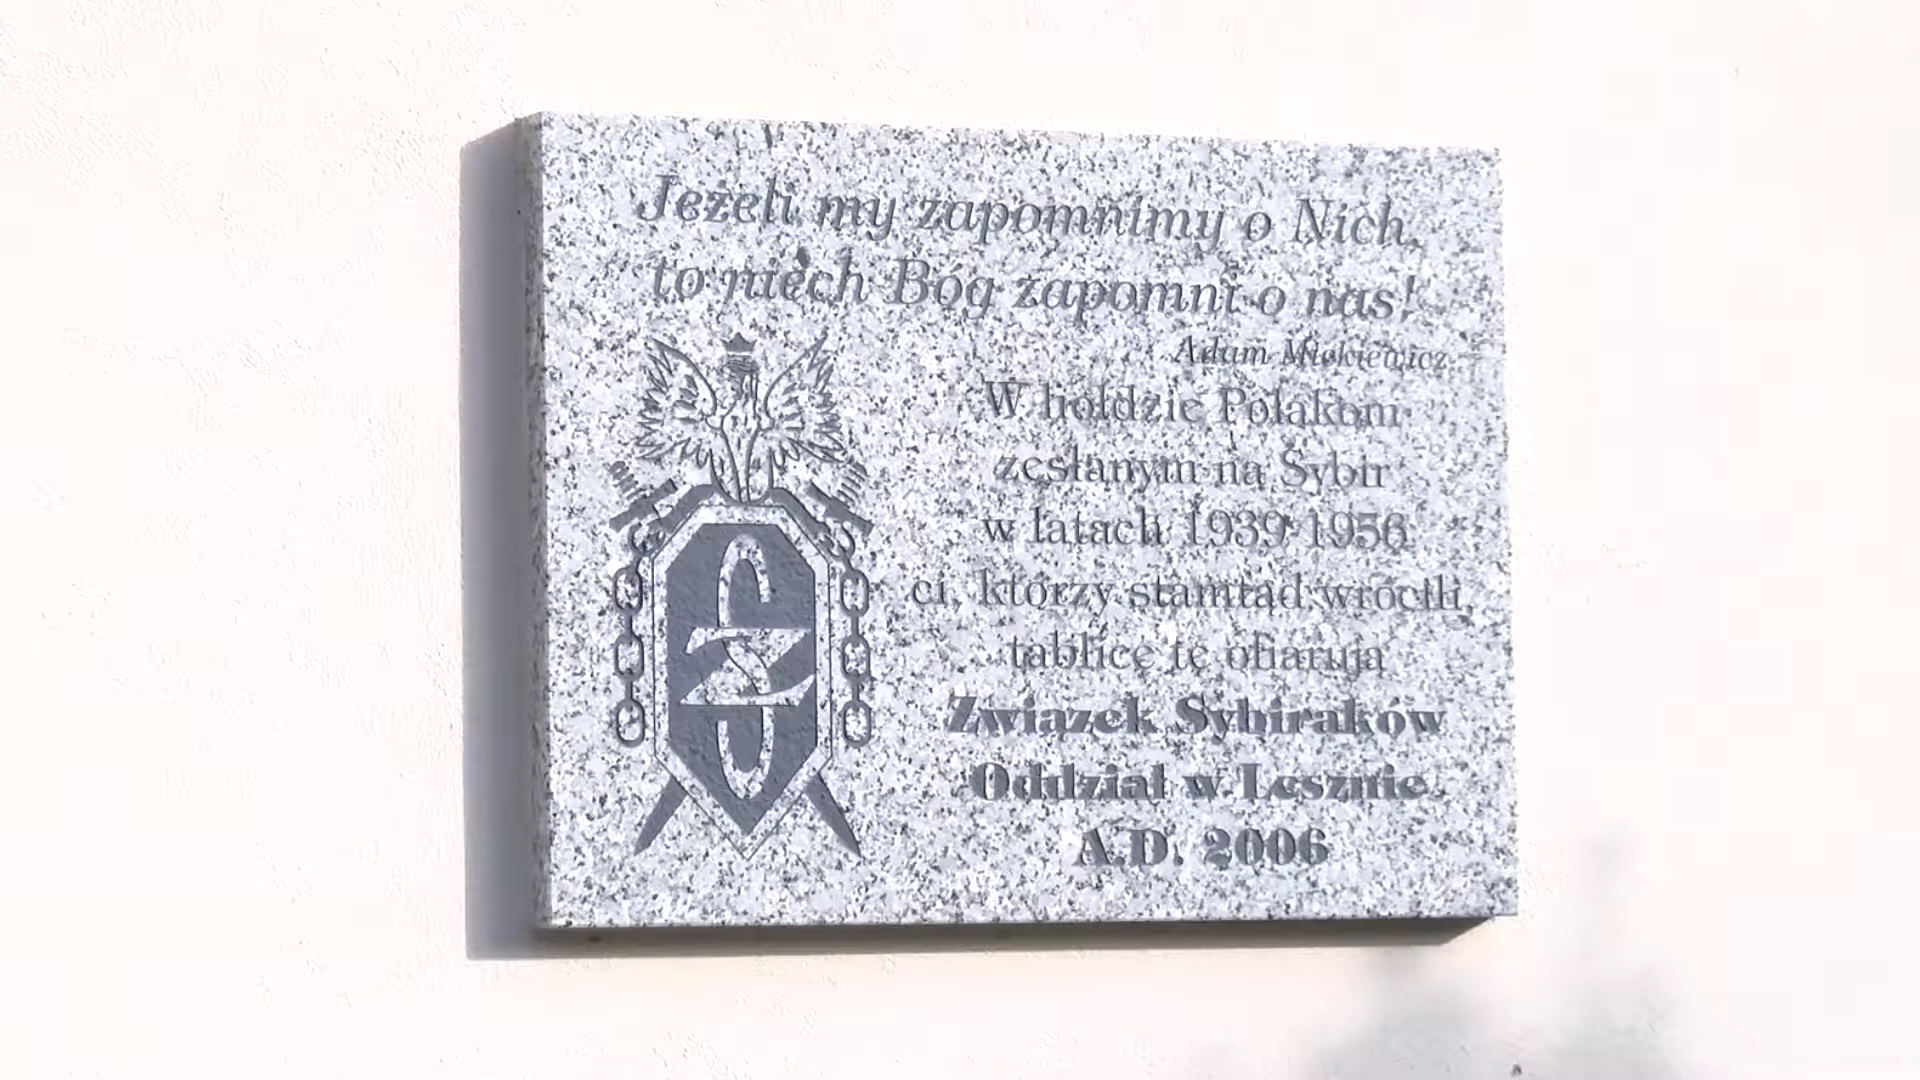 Jeżeli my zapomnimy o Nich,
to niech Bóg zapomni o nas!
Adam Mickiewicz
W hołdzie Polakom
zesłanym na Sybir
w latach 1939-1956
ci, którzy stamtąd wrócili,
tablicę tę ofiarują
Związek Sybiraków
Oddział w Lesznie
A.D. 2006